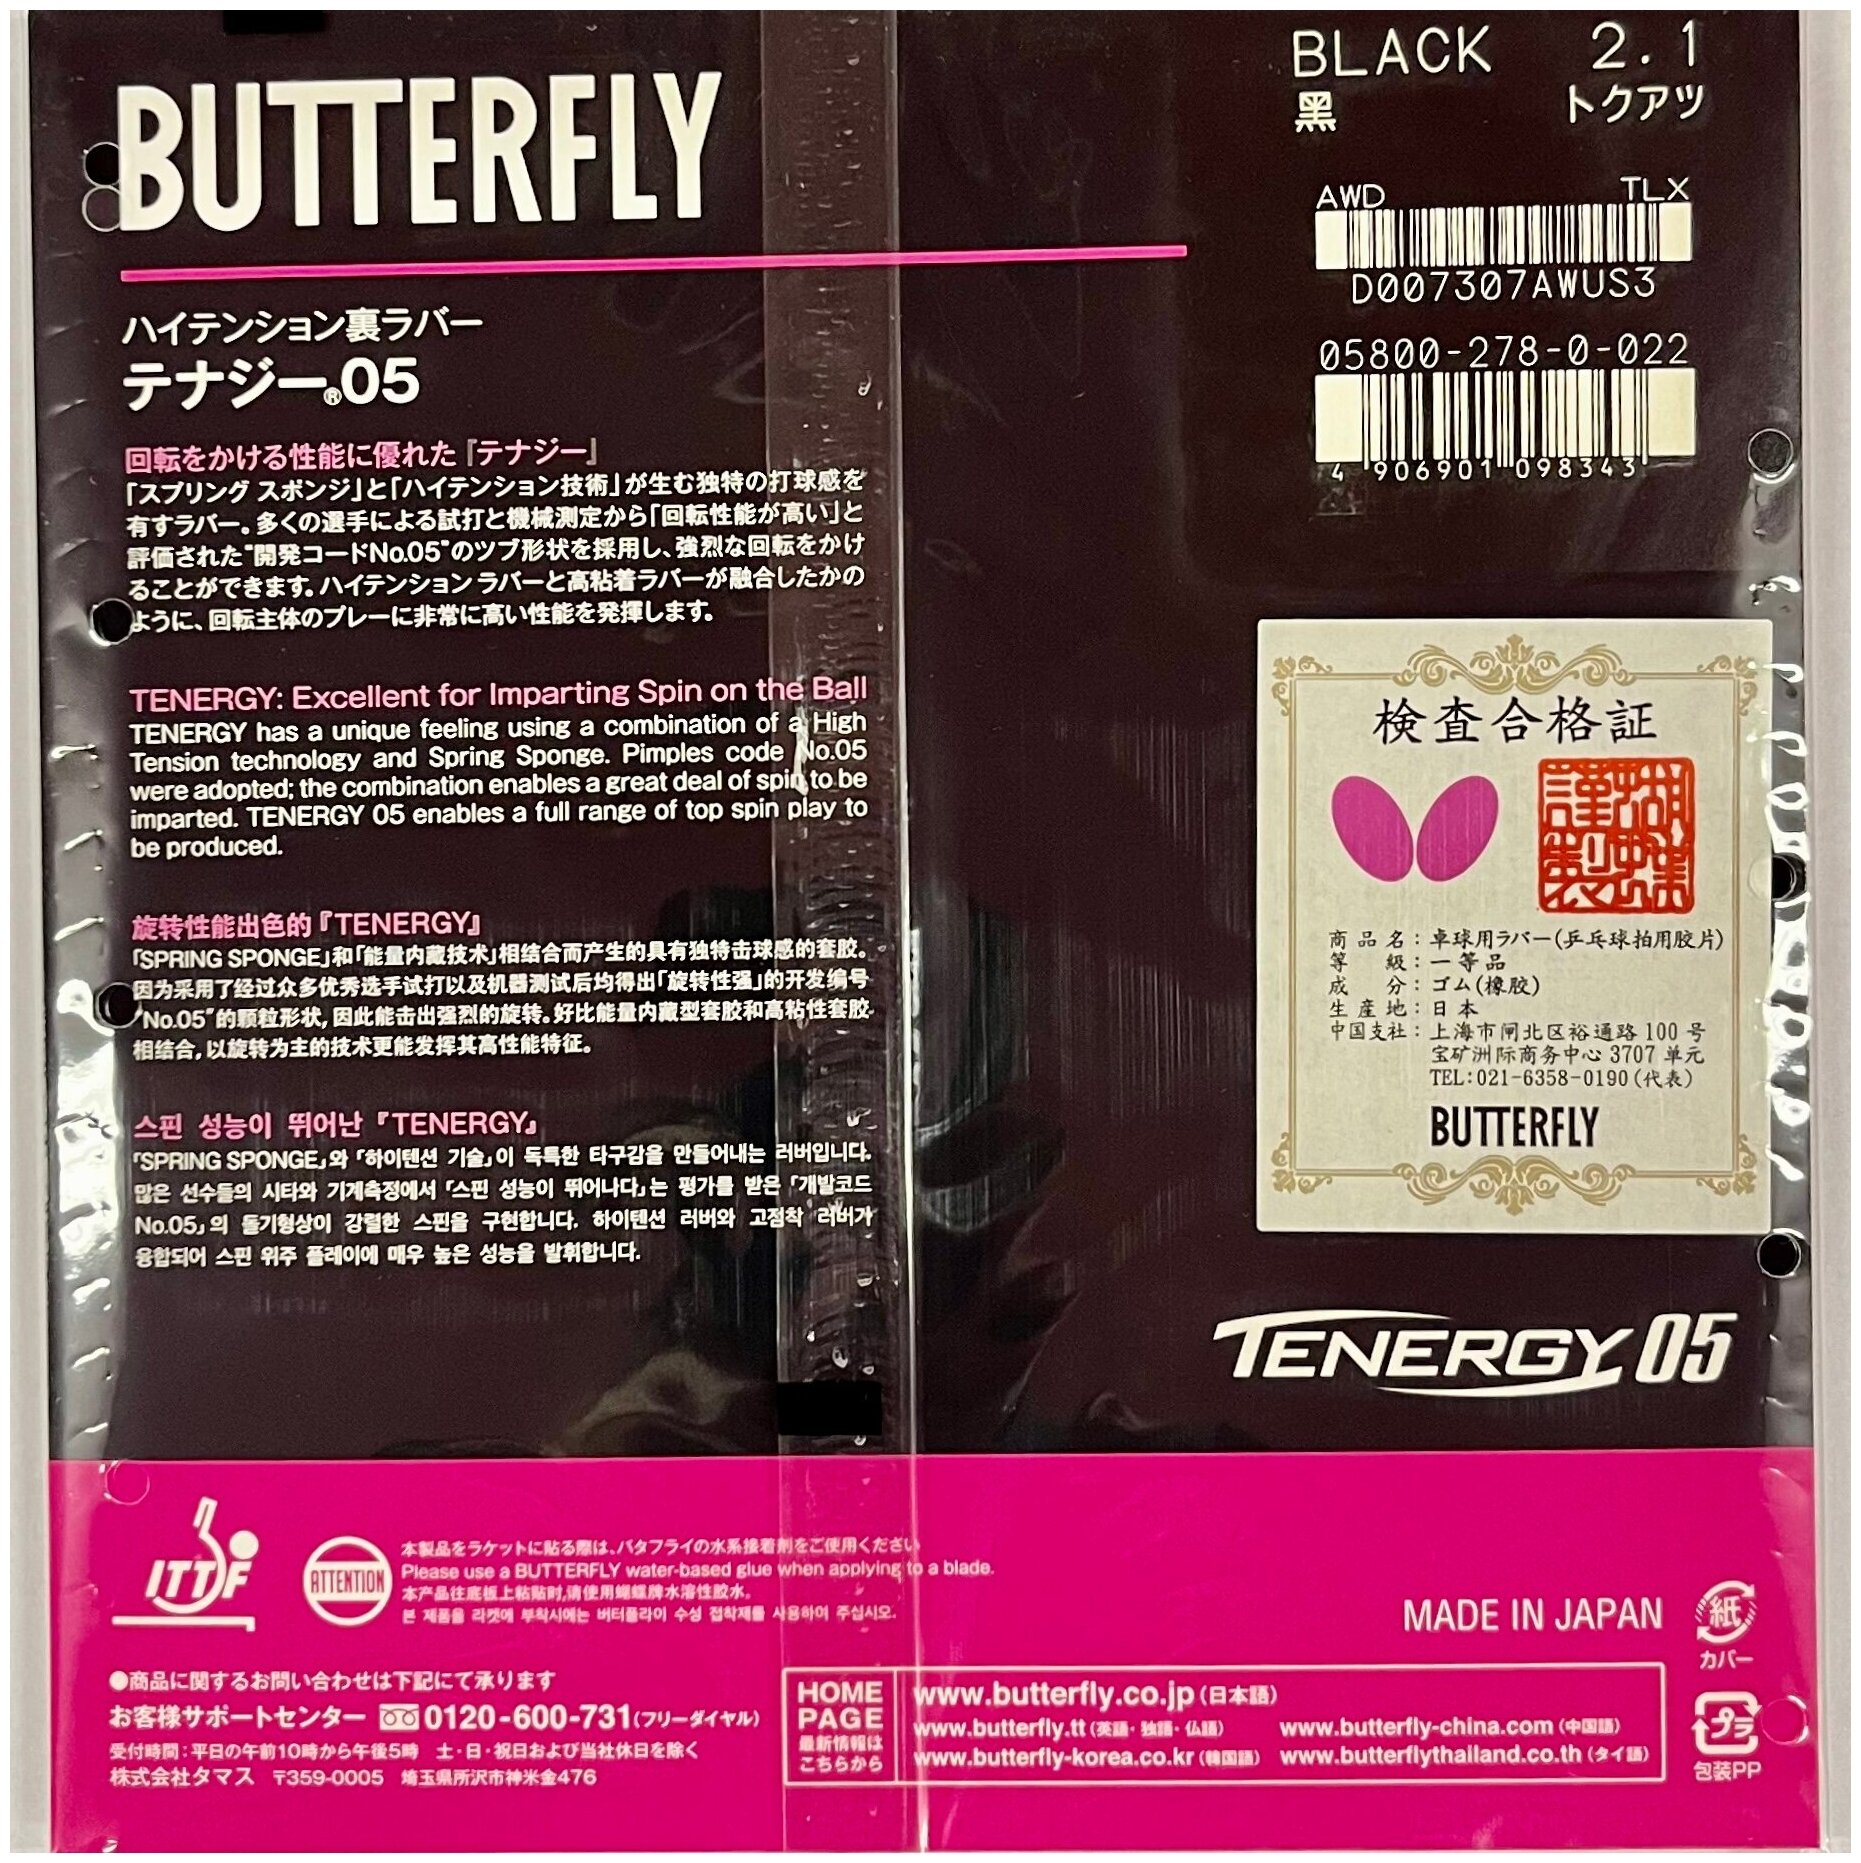 BUTTERFLY
ハイテンション裏ラバー
テナジー®05
回転をかける性能に優れた『テナジー』
「スプリング スポンジ」と「ハイテンション技術」が生む独特の打球感を
有すラバー。多くの選手による試打と機械測定から「回転性能が高い」と
評価された"開発コードNo.05"のツブ形状を採用し、強烈な回転をかけ
ることができます。ハイテンション ラバーと高粘着ラバーが融合したかの
ように、回転主体のプレーに非常に高い性能を発揮します。
TENERGY: Excellent for Imparting Spin on the Ball
TENERGY has a unique feeling using a combination of a High
Tension technology and Spring Sponge. Pimples code No.05
were adopted; the combination enables a great deal of spin to be
imparted. TENERGY 05 enables a full range of top spin play to
be produced.
旋转性能出色的『TENERGY』
「SPRING SPONGE」和「能量内藏技术」相结合而产生的具有独特击球感的套胶。
因为采用了经过众多优秀选手试打以及机器测试后均得出「旋转性强」的开发编号
"No.05"的颗粒形状,因此能击出强烈的旋转。好比能量内藏型套胶和高粘性套胶
相结合,以旋转为主的技术更能发挥其高性能特征。
스핀 성능이 뛰어난『TENERGY』
「SPRING SPONGE」와「하이텐션 기술」이 독특한 타구감을 만들어내는 러버입니다.
많은 선수들의 시타와 기계측정에서「스핀 성능이 뛰어나다」는 평가를 받은「개발코드
No.05」의 돌기형상이 강렬한 스핀을 구현합니다. 하이텐션 러버와 고점착 러버가
융합되어 스핀 위주 플레이에 매우 높은 성능을 발휘합니다.
BLACK 2.1
黒 トクアツ
AWD TLX
D007307AWUS3
05800-278-0-022
4 906901 098343
検査合格証
胡蝶謹製
商品名:卓球用ラバー(乒乓球拍用胶片)
等級:一等品
成分:ゴム(橡胶)
生産地:日本
中国支社:上海市闸北区裕通路 100 号
宝矿洲际商务中心 3707 单元
TEL:021-6358-0190(代表)
BUTTERFLY
TENERGY 05
ITTF
ATTENTION
本製品をラケットに貼る際は、バタフライの水系接着剤をご使用ください
Please use a BUTTERFLY water-based glue when applying to a blade.
本产品往底板上粘贴时,请使用蝴蝶牌水溶性胶水。
본 제품을 라켓에 부착시에는 버터플라이 수성 접착제를 사용하여 주십시오.
MADE IN JAPAN
紙
カバー
●商品に関するお問い合わせは下記にて承ります
お客様サポートセンター 0120-600-731(フリーダイヤル)
受付時間:平日の午前10時から午後5時 土・日・祝日および当社休日を除く
株式会社タマス 〒359-0005 埼玉県所沢市神米金476
HOME
PAGE
最新情報は
こちらから
www.butterfly.co.jp(日本語)
www.butterfly.tt(英語・独語・仏語) www.butterfly-china.com(中国語)
www.butterfly-korea.co.kr(韓国語) www.butterflythailand.co.th(タイ語)
プラ
包装PP